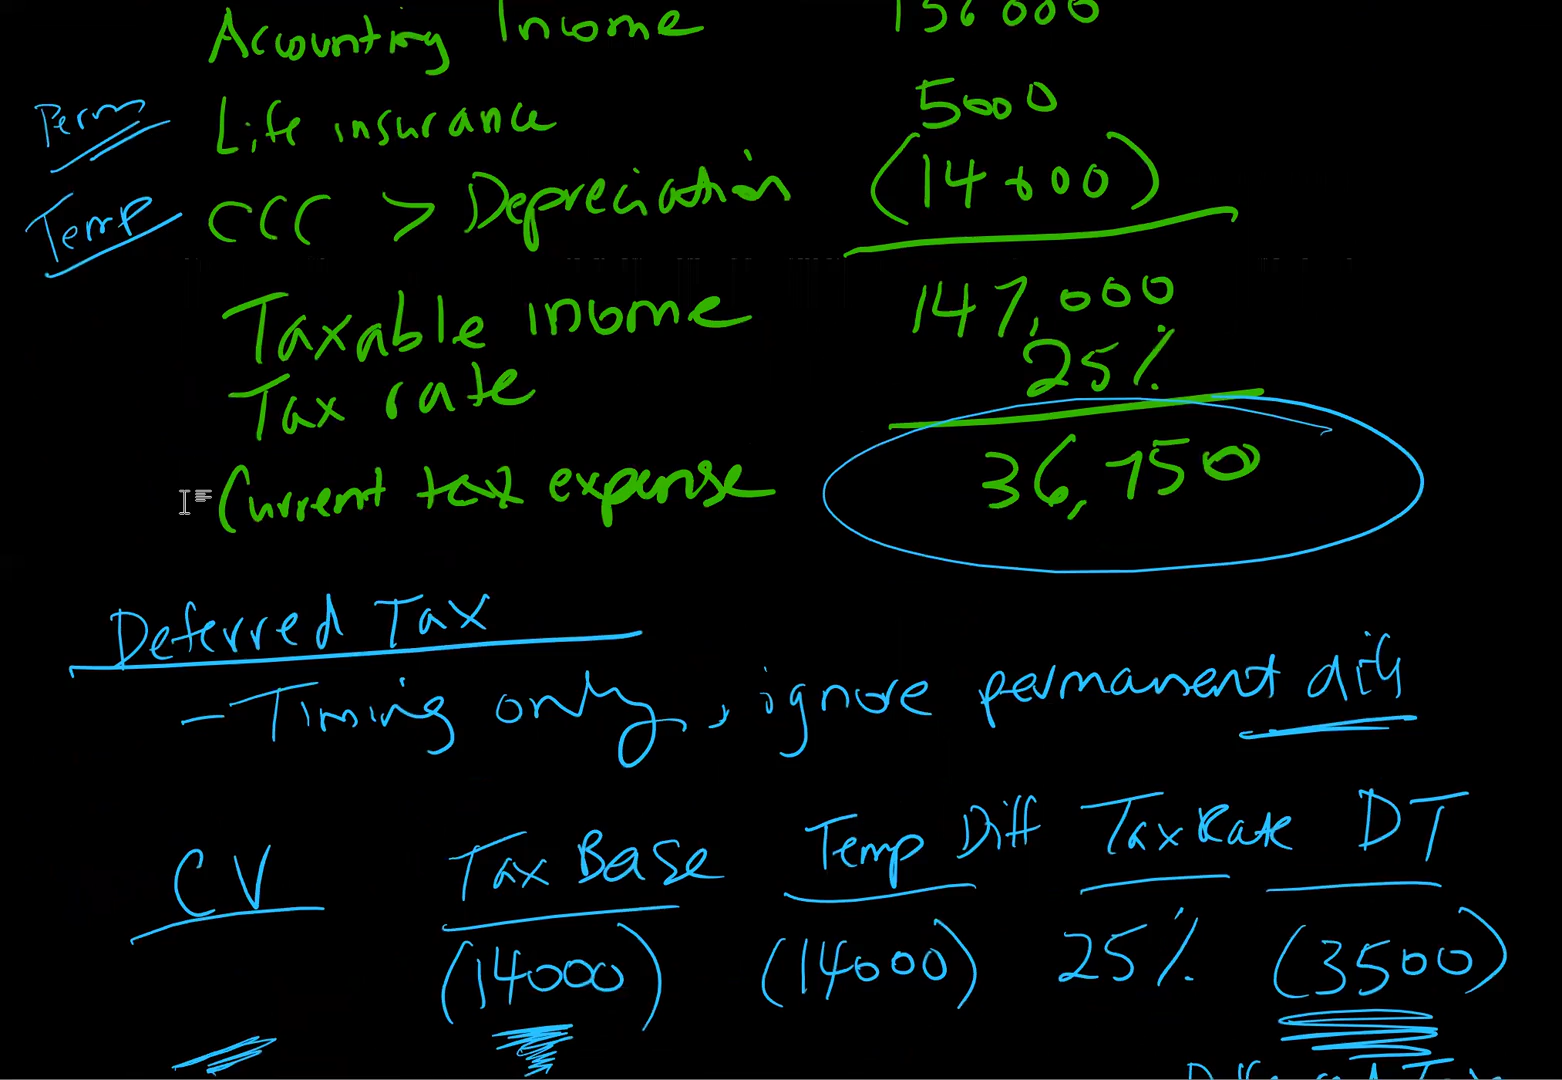 Accounting Income 156 000
Perm Life insurance 5000
Temp CCC > Depreciation (14000)
Taxable income 147,000
Tax rate 25%
Current tax expense 36,750
Deferred Tax
- Timing only, ignore permanent diff
CV Tax Base Temp Diff Tax Rate DT
(14000) (14000) 25% (3500)